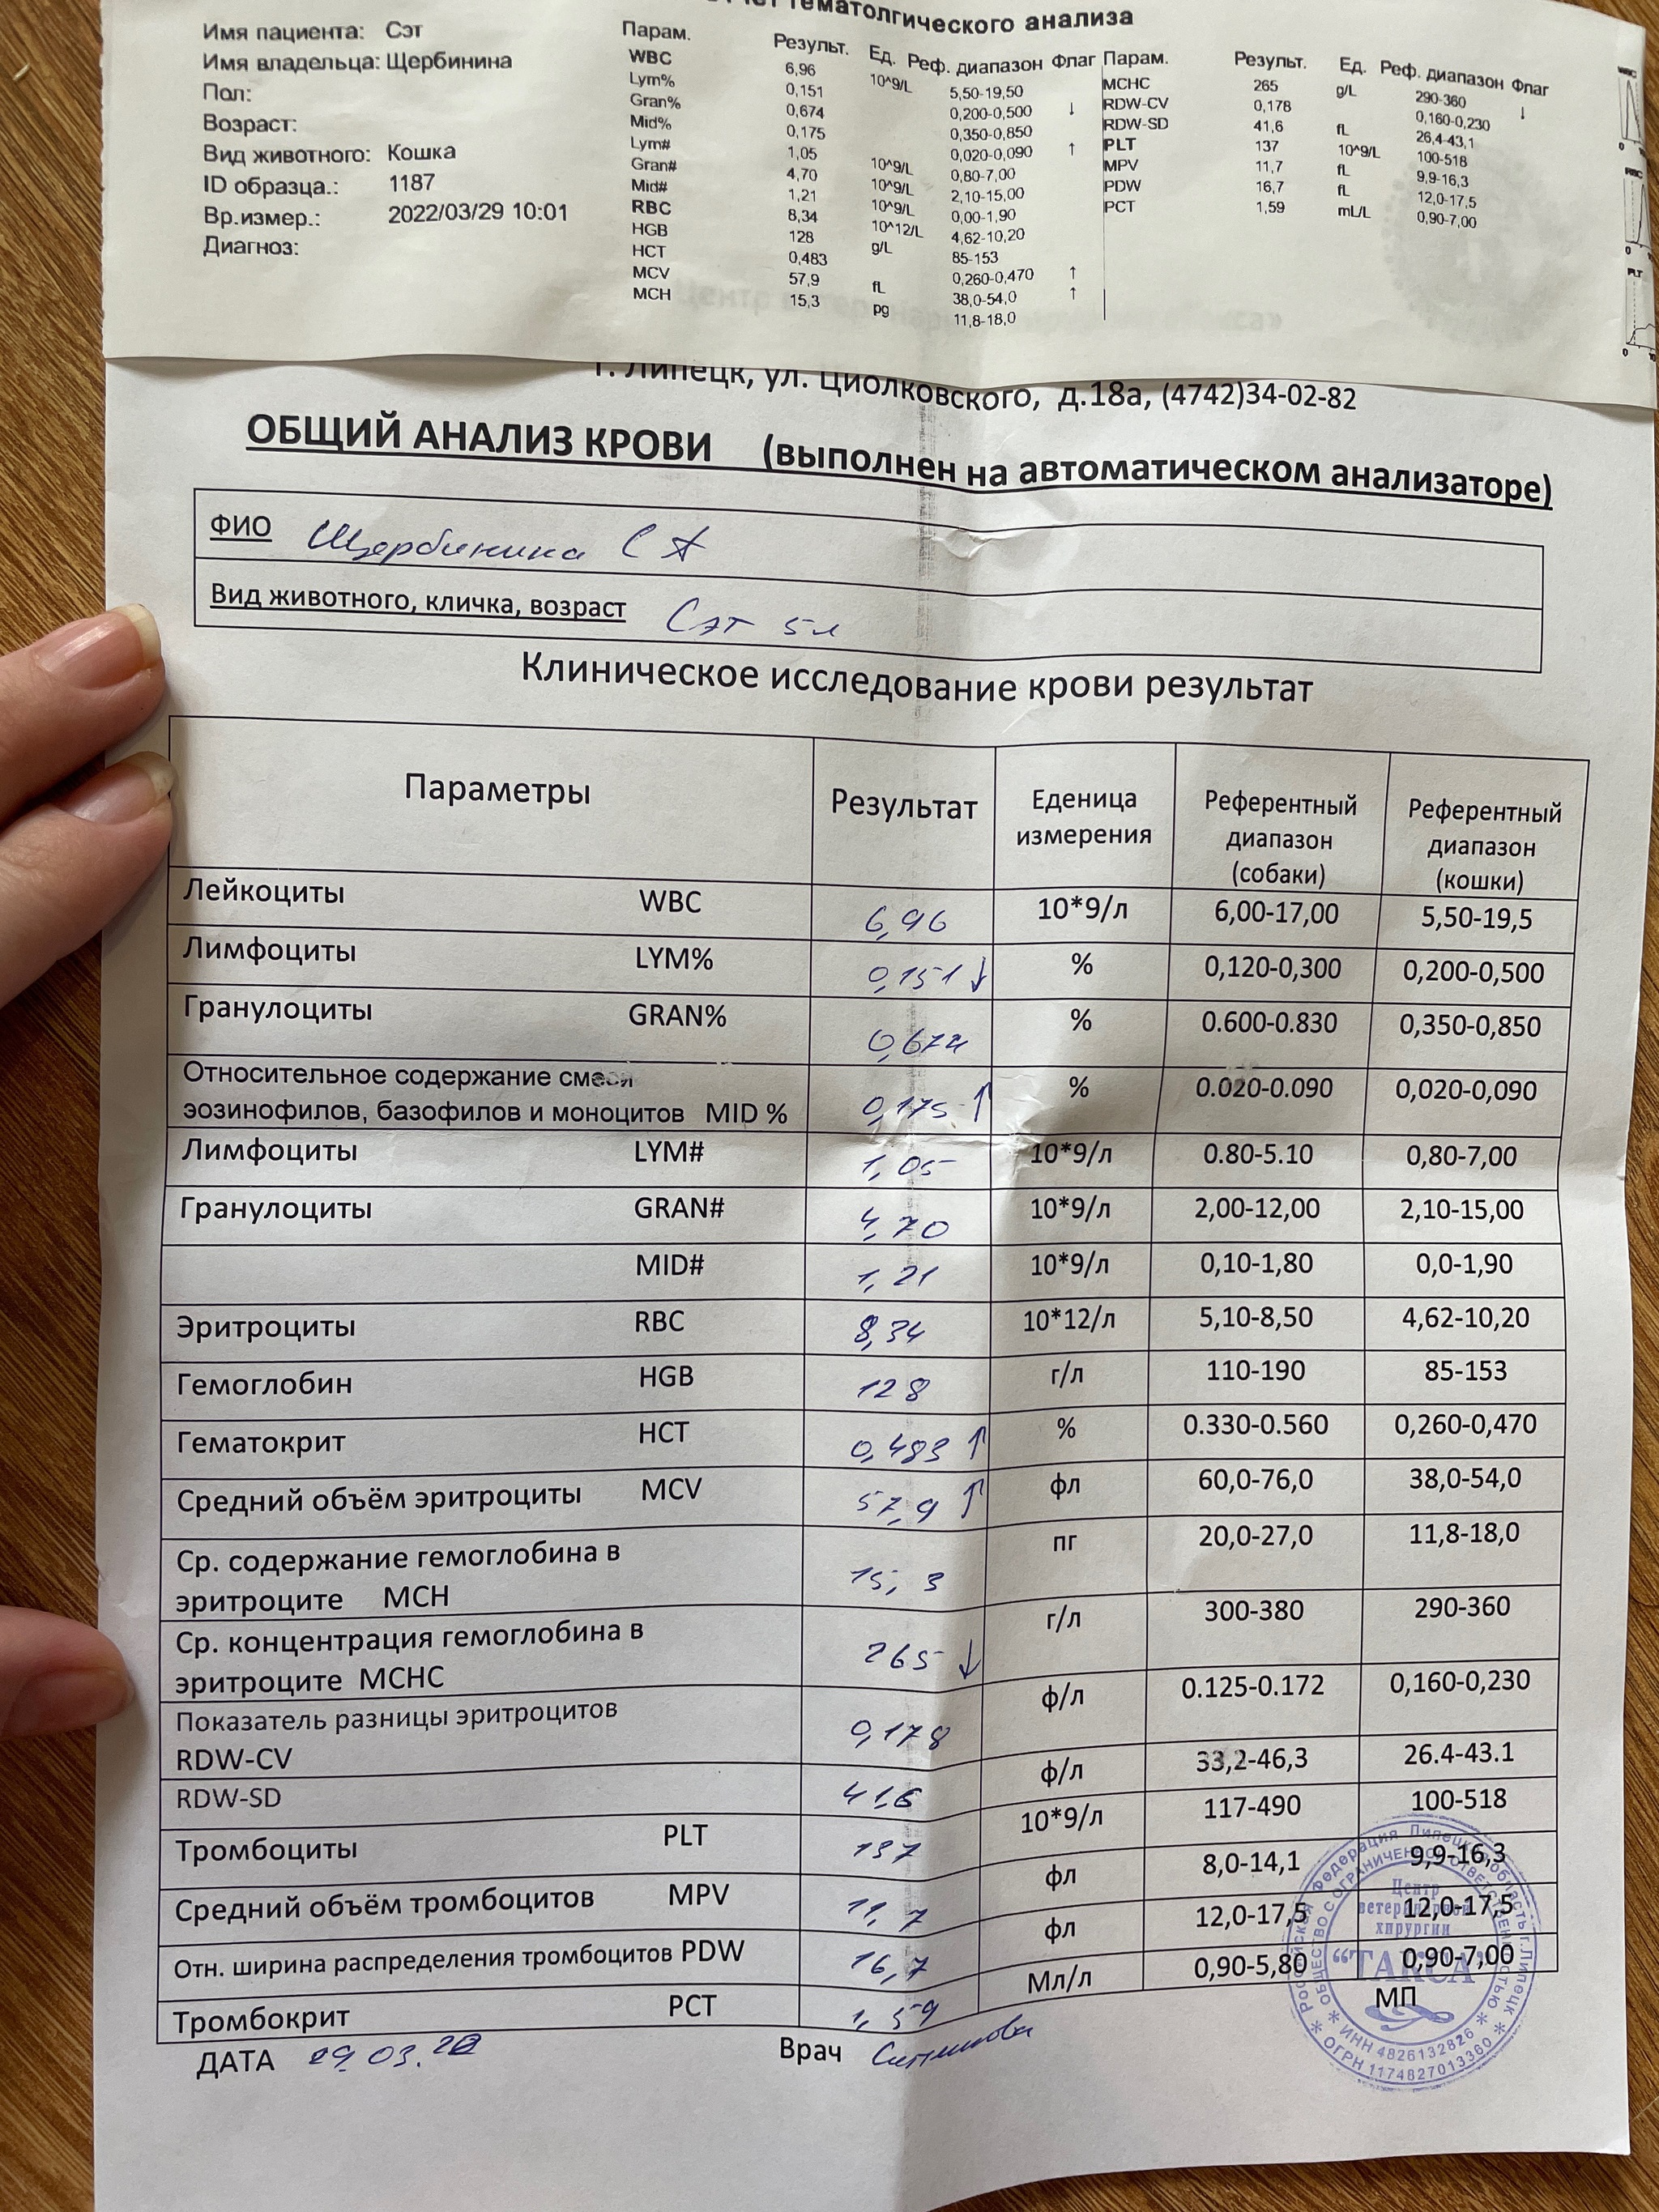 гематолгического анализа
Имя пациента: Сэт
Имя владельца: Щербинина
Пол:
Возраст:
Вид животного: Кошка
ID образца.: 1187
Вр.измер.: 2022/03/29 10:01
Диагноз:
Парам. Результ. Ед. Реф. диапазон Флаг
WBC 6,96 10^9/L 5,50-19,50
Lym% 0,151 0,200-0,500 ↓
Gran% 0,674 0,350-0,850
Mid% 0,175 0,020-0,090 ↑
Lym# 1,05 10^9/L 0,80-7,00
Gran# 4,70 10^9/L 2,10-15,00
Mid# 1,21 10^9/L 0,00-1,90
RBC 8,34 10^12/L 4,62-10,20
HGB 128 g/L 85-153
HCT 0,483 0,260-0,470 ↑
MCV 57,9 fL 38,0-54,0 ↑
MCH 15,3 pg 11,8-18,0
Парам. Результ. Ед. Реф. диапазон Флаг
MCHC 265 g/L 290-360 ↓
RDW-CV 0,178 0,160-0,230
RDW-SD 41,6 fL 26,4-43,1
PLT 137 10^9/L 100-518
MPV 11,7 fL 9,9-16,3
PDW 16,7 fL 12,0-17,5
PCT 1,59 mL/L 0,90-7,00
WBC
RBC
PLT
г. Липецк, ул. Циолковского, д.18а, (4742)34-02-82
ОБЩИЙ АНАЛИЗ КРОВИ (выполнен на автоматическом анализаторе)
ФИО Щербинина С А
Вид животного, кличка, возраст Сэт 5л
Клиническое исследование крови результат
Параметры Результат Еденица измерения Референтный диапазон (собаки) Референтный диапазон (кошки)
Лейкоциты WBC 6,96 10*9/л 6,00-17,00 5,50-19,5
Лимфоциты LYM% 0,151 ↓ % 0,120-0,300 0,200-0,500
Гранулоциты GRAN% 0,674 % 0.600-0.830 0,350-0,850
Относительное содержание смеси
эозинофилов, базофилов и моноцитов MID % 0,175 ↑ % 0.020-0.090 0,020-0,090
Лимфоциты LYM# 1,05 10*9/л 0.80-5.10 0,80-7,00
Гранулоциты GRAN# 4,70 10*9/л 2,00-12,00 2,10-15,00
MID# 1,21 10*9/л 0,10-1,80 0,0-1,90
Эритроциты RBC 8,34 10*12/л 5,10-8,50 4,62-10,20
Гемоглобин HGB 128 г/л 110-190 85-153
Гематокрит HCT 0,483 ↑ % 0.330-0.560 0,260-0,470
Средний объём эритроциты MCV 57,9 ↑ фл 60,0-76,0 38,0-54,0
Ср. содержание гемоглобина в
эритроците MCH 15,3 пг 20,0-27,0 11,8-18,0
Ср. концентрация гемоглобина в
эритроците MCHC 265 ↓ г/л 300-380 290-360
Показатель разницы эритроцитов
RDW-CV 0,178 ф/л 0.125-0.172 0,160-0,230
RDW-SD 41,6 ф/л 33,2-46,3 26.4-43.1
Тромбоциты PLT 137 10*9/л 117-490 100-518
Средний объём тромбоцитов MPV 11,7 фл 8,0-14,1 9,9-16,3
Отн. ширина распределения тромбоцитов PDW 16,7 фл 12,0-17,5 12,0-17,5
Тромбокрит PCT 1,59 Мл/л 0,90-5,80 0,90-7,00
МП
ДАТА 29.03.22 Врач
Российская Федерация Липецкая область г.Липецк
ОБЩЕСТВО С ОГРАНИЧЕННОЙ ОТВЕТСТВЕННОСТЬЮ
Центр
ветеринарной
хирургии
“ТАКСА”
ИНН 4826132826
ОГРН 1174827013360